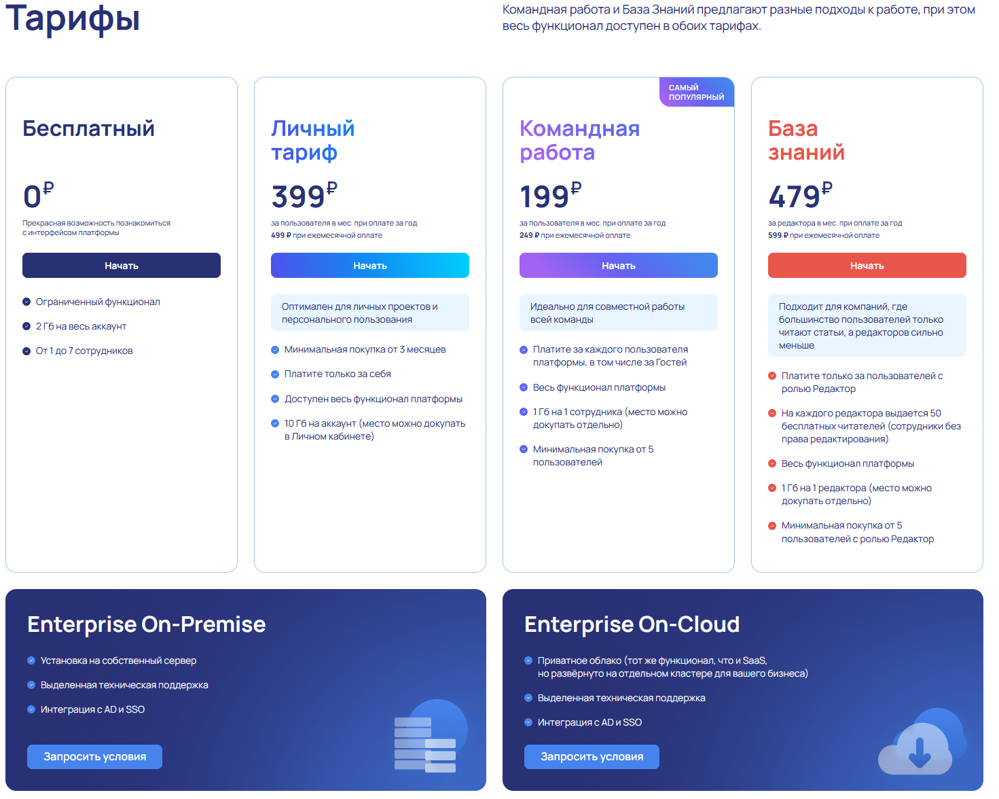 Тарифы
Командная работа и База Знаний предлагают разные подходы к работе, при этом
весь функционал доступен в обоих тарифах.
Бесплатный
0₽
Прекрасная возможность познакомиться
с интерфейсом платформы
Начать
Ограниченный функционал
2 Гб на весь аккаунт
От 1 до 7 сотрудников
Личный
тариф
399₽
за пользователя в мес. при оплате за год
499 ₽ при ежемесячной оплате
Начать
Оптимален для личных проектов и
персонального пользования
Минимальная покупка от 3 месяцев
Платите только за себя
Доступен весь функционал платформы
10 Гб на аккаунт (место можно докупать
в Личном кабинете)
САМЫЙ
ПОПУЛЯРНЫЙ
Командная
работа
199₽
за пользователя в мес. при оплате за год
249 ₽ при ежемесячной оплате
Начать
Идеально для совместной работы
всей команды
Платите за каждого пользователя
платформы, в том числе за Гостей
Весь функционал платформы
1 Гб на 1 сотрудника (место можно
докупать отдельно)
Минимальная покупка от 5
пользователей
База
знаний
479₽
за редактора в мес. при оплате за год
599 ₽ при ежемесячной оплате
Начать
Подходит для компаний, где
большинство пользователей только
читают статьи, а редакторов сильно
меньше
Платите только за пользователей с
ролью Редактор
На каждого редактора выдается 50
бесплатных читателей (сотрудники без
права редактирования)
Весь функционал платформы
1 Гб на 1 редактора (место можно
докупать отдельно)
Минимальная покупка от 5
пользователей с ролью Редактор
Enterprise On-Premise
Установка на собственный сервер
Выделенная техническая поддержка
Интеграция с AD и SSO
Запросить условия
Enterprise On-Cloud
Приватное облако (тот же функционал, что и SaaS,
но развёрнуто на отдельном кластере для вашего бизнеса)
Выделенная техническая поддержка
Интеграция с AD и SSO
Запросить условия